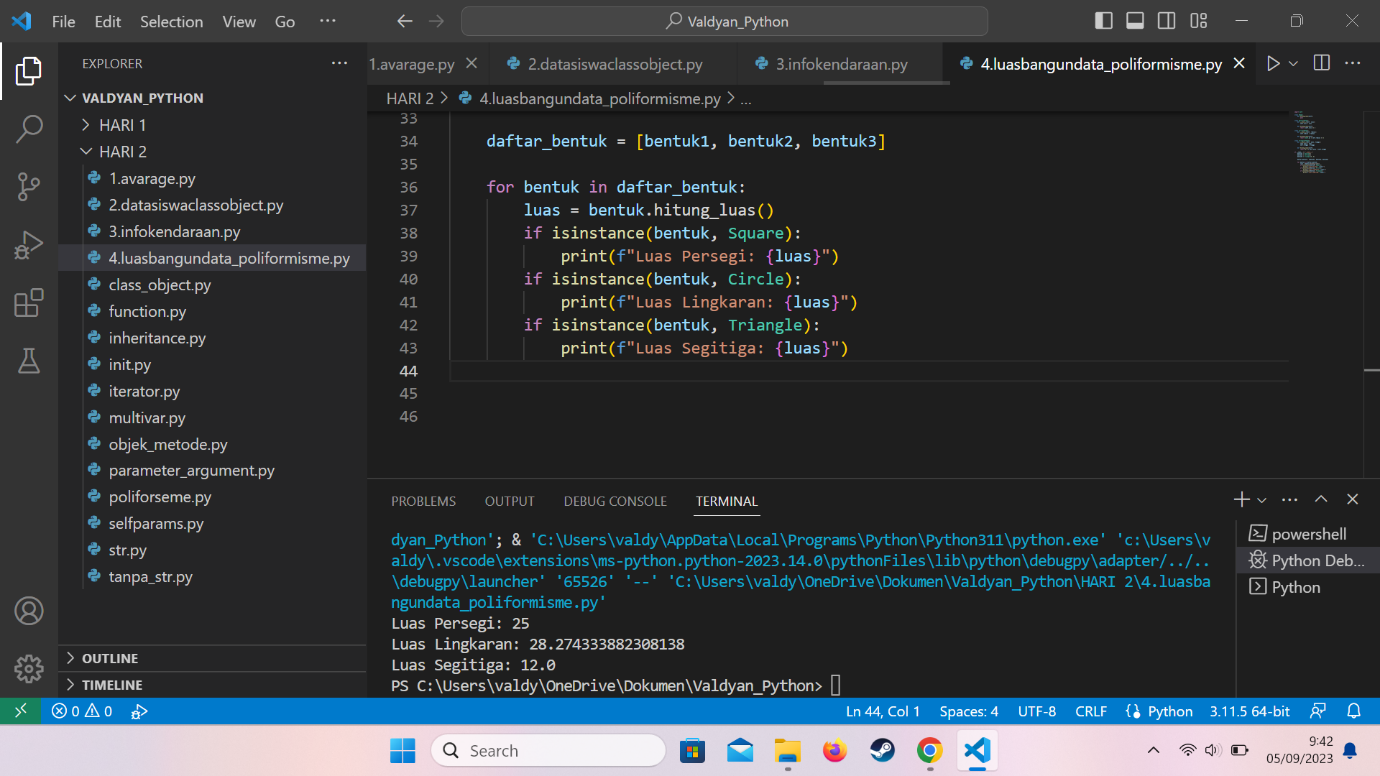 File Edit Selection View Go ··· Valdyan_Python
EXPLORER ···
VALDYAN_PYTHON
HARI 1
HARI 2
1.avarage.py
2.datasiswaclassobject.py
3.infokendaraan.py
4.luasbangundata_poliformisme.py
class_object.py
function.py
inheritance.py
init.py
iterator.py
multivar.py
objek_metode.py
parameter_argument.py
poliforseme.py
selfparams.py
str.py
tanpa_str.py
OUTLINE
TIMELINE
1.avarage.py 2.datasiswaclassobject.py 3.infokendaraan.py 4.luasbangundata_poliformisme.py
HARI 2 > 4.luasbangundata_poliformisme.py > ...
33
34 daftar_bentuk = [bentuk1, bentuk2, bentuk3]
35
36 for bentuk in daftar_bentuk:
37 luas = bentuk.hitung_luas()
38 if isinstance(bentuk, Square):
39 print(f"Luas Persegi: {luas}")
40 if isinstance(bentuk, Circle):
41 print(f"Luas Lingkaran: {luas}")
42 if isinstance(bentuk, Triangle):
43 print(f"Luas Segitiga: {luas}")
44
45
46
PROBLEMS OUTPUT DEBUG CONSOLE TERMINAL
dyan_Python'; & 'C:\Users\valdy\AppData\Local\Programs\Python\Python311\python.exe' 'c:\Users\v
aldy\.vscode\extensions\ms-python.python-2023.14.0\pythonFiles\lib\python\debugpy\adapter/../..
\debugpy\launcher' '65526' '--' 'C:\Users\valdy\OneDrive\Dokumen\Valdyan_Python\HARI 2\4.luasba
ngundata_poliformisme.py'
Luas Persegi: 25
Luas Lingkaran: 28.274333882308138
Luas Segitiga: 12.0
PS C:\Users\valdy\OneDrive\Dokumen\Valdyan_Python>
powershell
Python Deb...
Python
0 0 Ln 44, Col 1 Spaces: 4 UTF-8 CRLF Python 3.11.5 64-bit
Search
9:42
05/09/2023